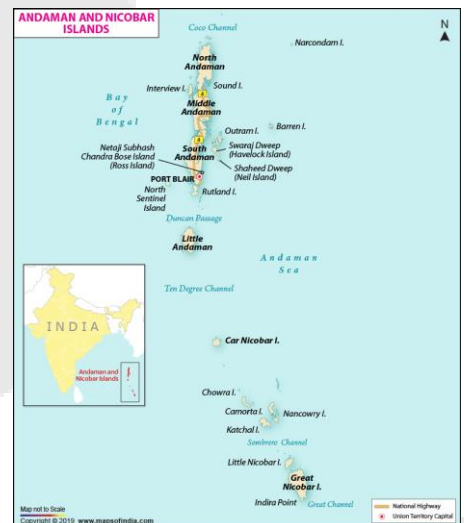 ANDAMAN AND NICOBAR
ISLANDS
N
Coco Channel
Narcondam I.
North
Andaman
Interview I.
Sound I.
4
Middle
Andaman
Bay
of
Bengal
Outram I.
Barren I.
4
Netaji Subhash
Chandra Bose Island
(Ross Island)
South
Andaman
Swaraj Dweep
(Havelock Island)
Shaheed Dweep
(Neil Island)
PORT BLAIR
North
Sentinel
Island
Rutland I.
Duncan Passage
Little
Andaman
Andaman
Sea
Ten Degree Channel
INDIA
Andaman and
Nicobar Islands
Car Nicobar I.
Chowra I.
Camorta I.
Nancowry I.
Katchal I.
Sombrero Channel
Little Nicobar I.
Great
Nicobar I.
Indira Point
Great Channel
Map not to Scale
Copyright © 2019 www.mapsofindia.com
National Highway
Union Territory Capital